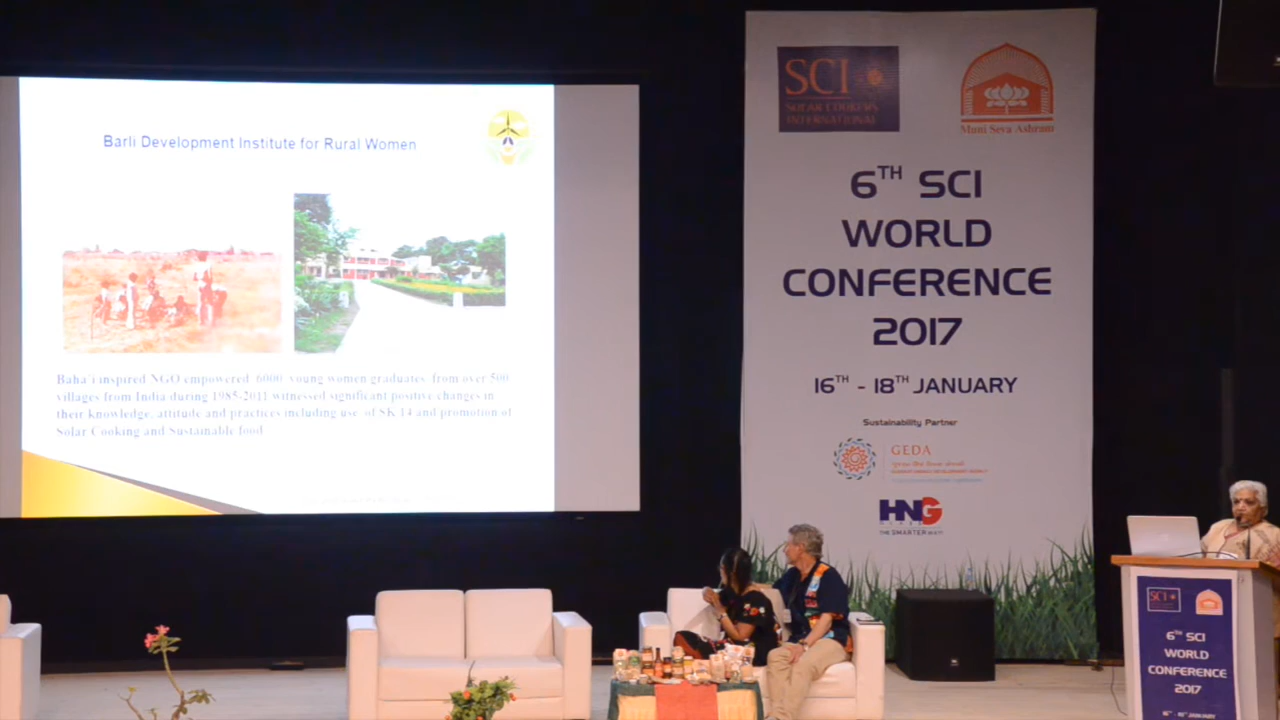 Barli Development Institute for Rural Women
Baha'i inspired NGO empowered 6000 young women graduates from over 500
villages from India during 1985-2011 witnessed significant positive changes in
their knowledge, attitude and practices including use of SK 14 and promotion of
Solar Cooking and Sustainable food
SCI
SOLAR COOKERS
INTERNATIONAL
Muni Seva Ashram
6TH SCI
WORLD
CONFERENCE
2017
16TH - 18TH JANUARY
Sustainability Partner
GEDA
HNG
THE SMARTER
SCI
6TH SCI
WORLD
CONFERENCE
2017
16TH - 18TH JANUARY